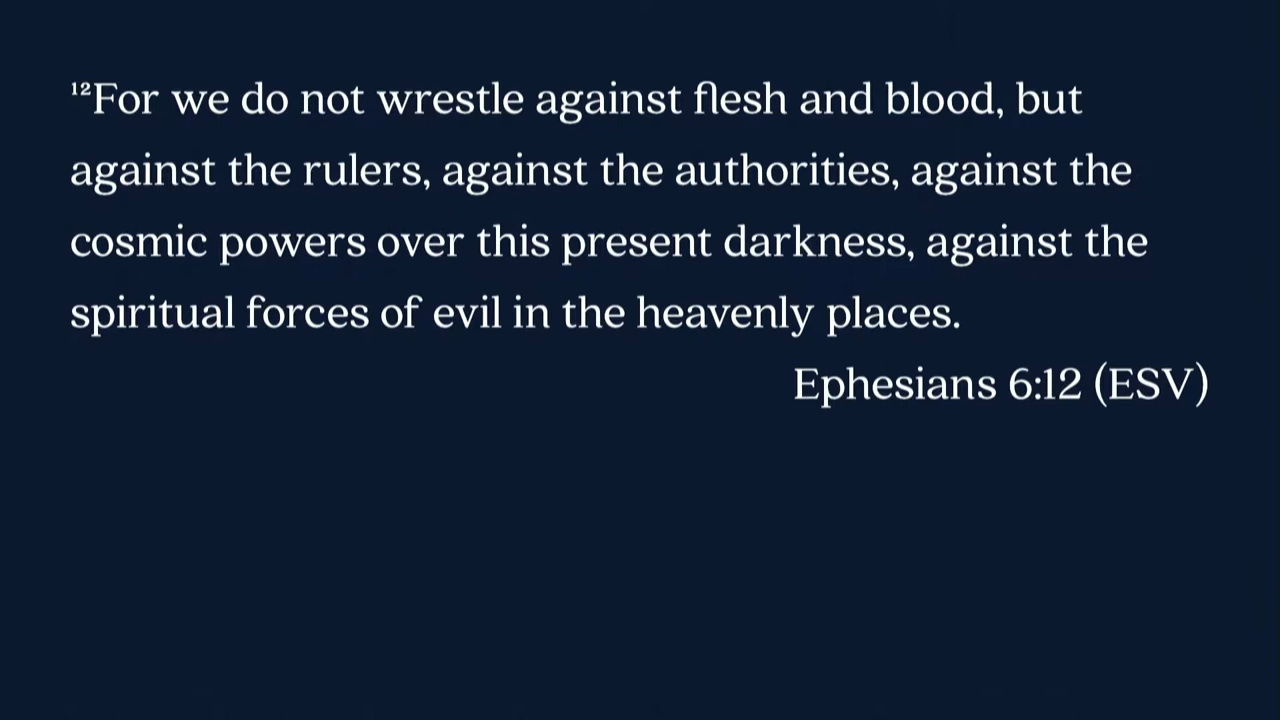 ¹²For we do not wrestle against flesh and blood, but
against the rulers, against the authorities, against the
cosmic powers over this present darkness, against the
spiritual forces of evil in the heavenly places.
Ephesians 6:12 (ESV)